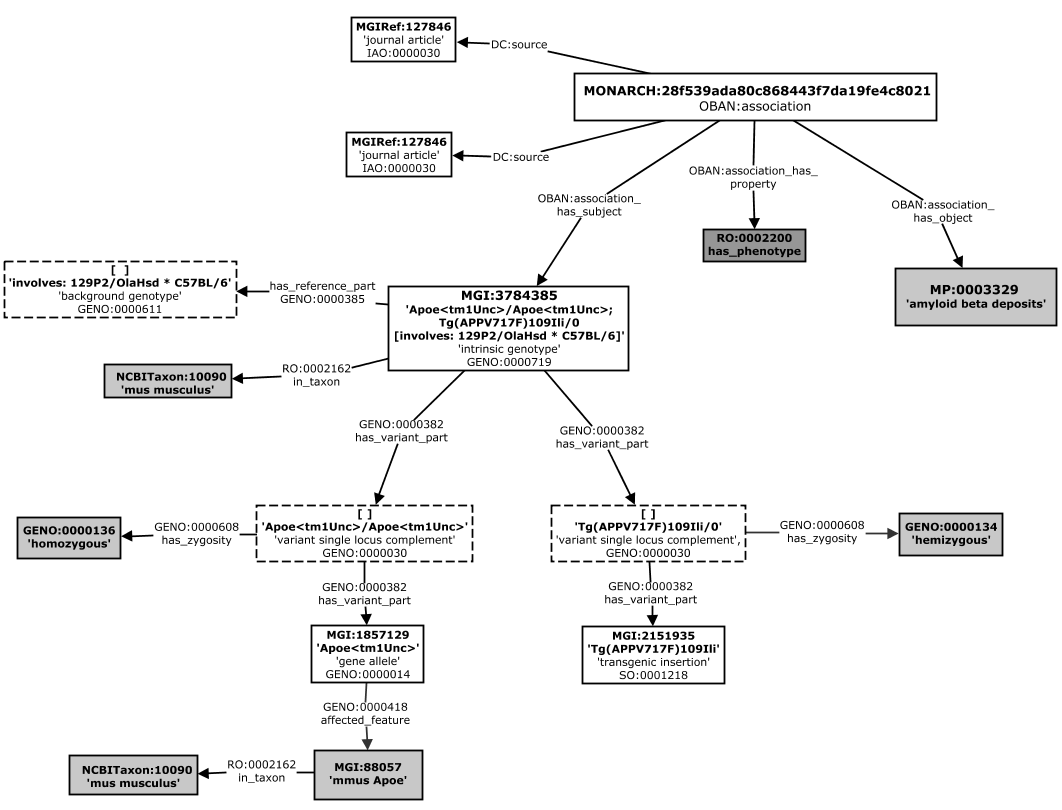 MGIRef:127846
'journal article'
IAO:0000030
DC:source
MONARCH:28f539ada80c868443f7da19fe4c8021
OBAN:association
MGIRef:127846
'journal article'
IAO:0000030
DC:source
OBAN:association_
has_subject
OBAN:association_has_
property
OBAN:association_
has_object
RO:0002200
has_phenotype
MP:0003329
'amyloid beta deposits'
[ ]
'involves: 129P2/OlaHsd * C57BL/6'
'background genotype'
GENO:0000611
has_reference_part
GENO:0000385
MGI:3784385
'Apoe<tm1Unc>/Apoe<tm1Unc>;
Tg(APPV717F)109Ili/0
[involves: 129P2/OlaHsd * C57BL/6]'
'intrinsic genotype'
GENO:0000719
NCBITaxon:10090
'mus musculus'
RO:0002162
in_taxon
GENO:0000382
has_variant_part
GENO:0000382
has_variant_part
GENO:0000136
'homozygous'
GENO:0000608
has_zygosity
[ ]
'Apoe<tm1Unc>/Apoe<tm1Unc>'
'variant single locus complement'
GENO:0000030
[ ]
'Tg(APPV717F)109Ili/0'
'variant single locus complement',
GENO:0000030
GENO:0000608
has_zygosity
GENO:0000134
'hemizygous'
GENO:0000382
has_variant_part
GENO:0000382
has_variant_part
MGI:1857129
'Apoe<tm1Unc>'
'gene allele'
GENO:0000014
MGI:2151935
'Tg(APPV717F)109Ili'
'transgenic insertion'
SO:0001218
GENO:0000418
affected_feature
NCBITaxon:10090
'mus musculus'
RO:0002162
in_taxon
MGI:88057
'mmus Apoe'